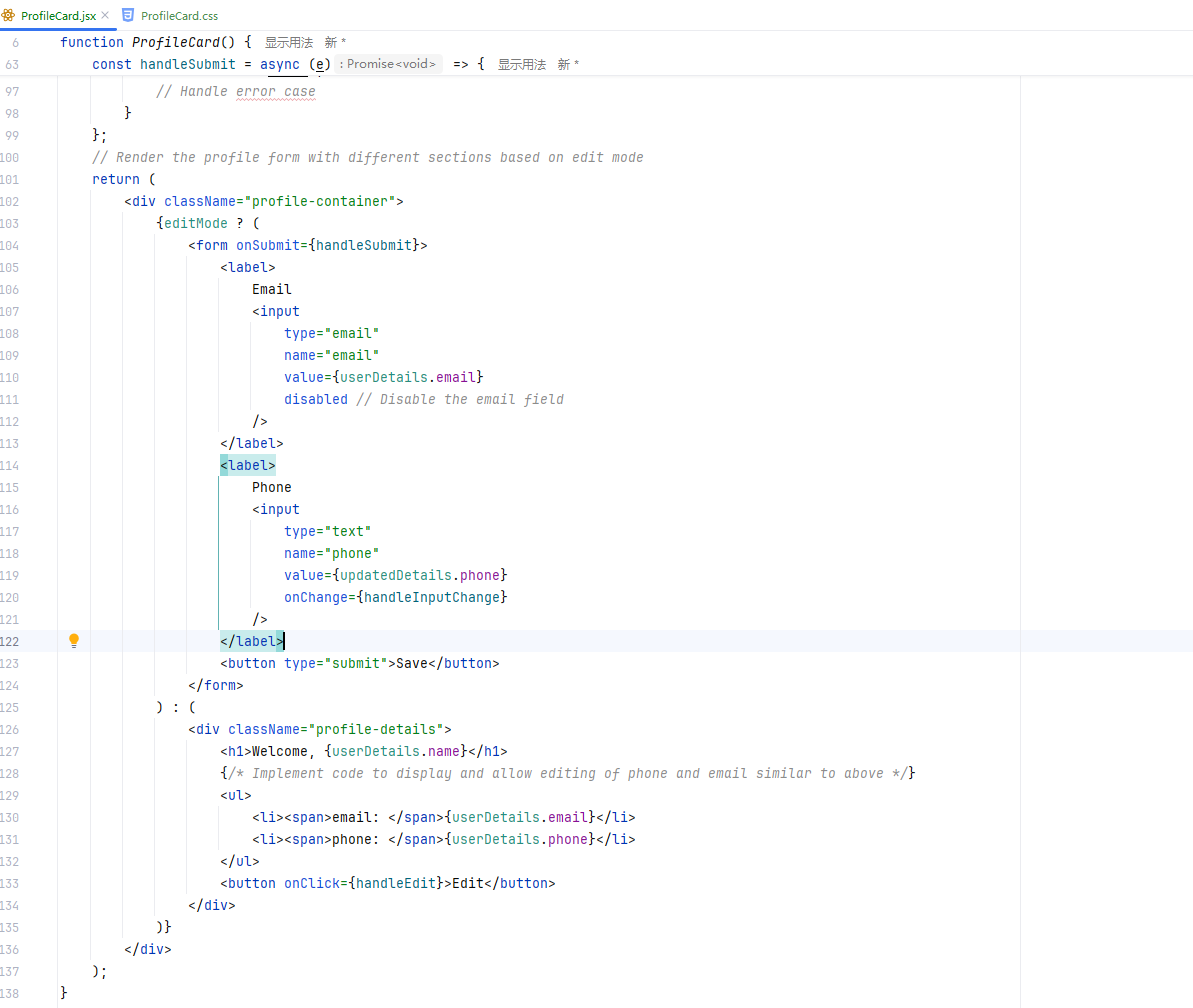 ProfileCard.jsx ProfileCard.css
6 function ProfileCard() { 显示用法 新 *
63 const handleSubmit = async (e) : Promise<void> => { 显示用法 新 *
97 // Handle error case
98 }
99 };
100 // Render the profile form with different sections based on edit mode
101 return (
102 <div className="profile-container">
103 {editMode ? (
104 <form onSubmit={handleSubmit}>
105 <label>
106 Email
107 <input
108 type="email"
109 name="email"
110 value={userDetails.email}
111 disabled // Disable the email field
112 />
113 </label>
114 <label>
115 Phone
116 <input
117 type="text"
118 name="phone"
119 value={updatedDetails.phone}
120 onChange={handleInputChange}
121 />
122 </label>
123 <button type="submit">Save</button>
124 </form>
125 ) : (
126 <div className="profile-details">
127 <h1>Welcome, {userDetails.name}</h1>
128 {/* Implement code to display and allow editing of phone and email similar to above */}
129 <ul>
130 <li><span>email: </span>{userDetails.email}</li>
131 <li><span>phone: </span>{userDetails.phone}</li>
132 </ul>
133 <button onClick={handleEdit}>Edit</button>
134 </div>
135 )}
136 </div>
137 );
138 }